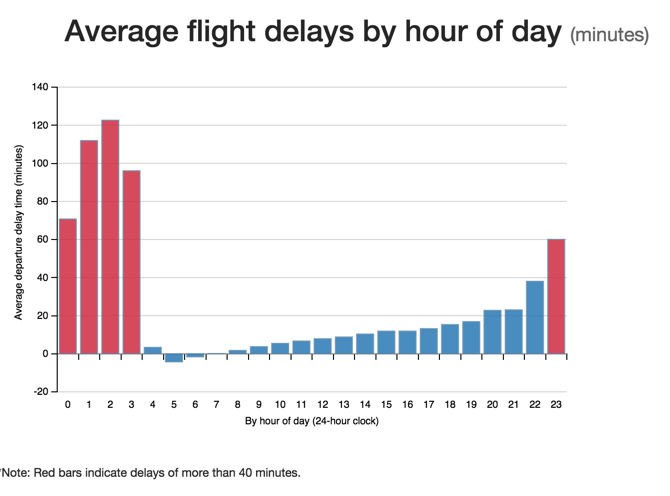 Average flight delays by hour of day (minutes)
140
120
100
80
60
40
20
0
-20
Average departure delay time (minutes)
0 1 2 3 4 5 6 7 8 9 10 11 12 13 14 15 16 17 18 19 20 21 22 23
By hour of day (24-hour clock)
*Note: Red bars indicate delays of more than 40 minutes.